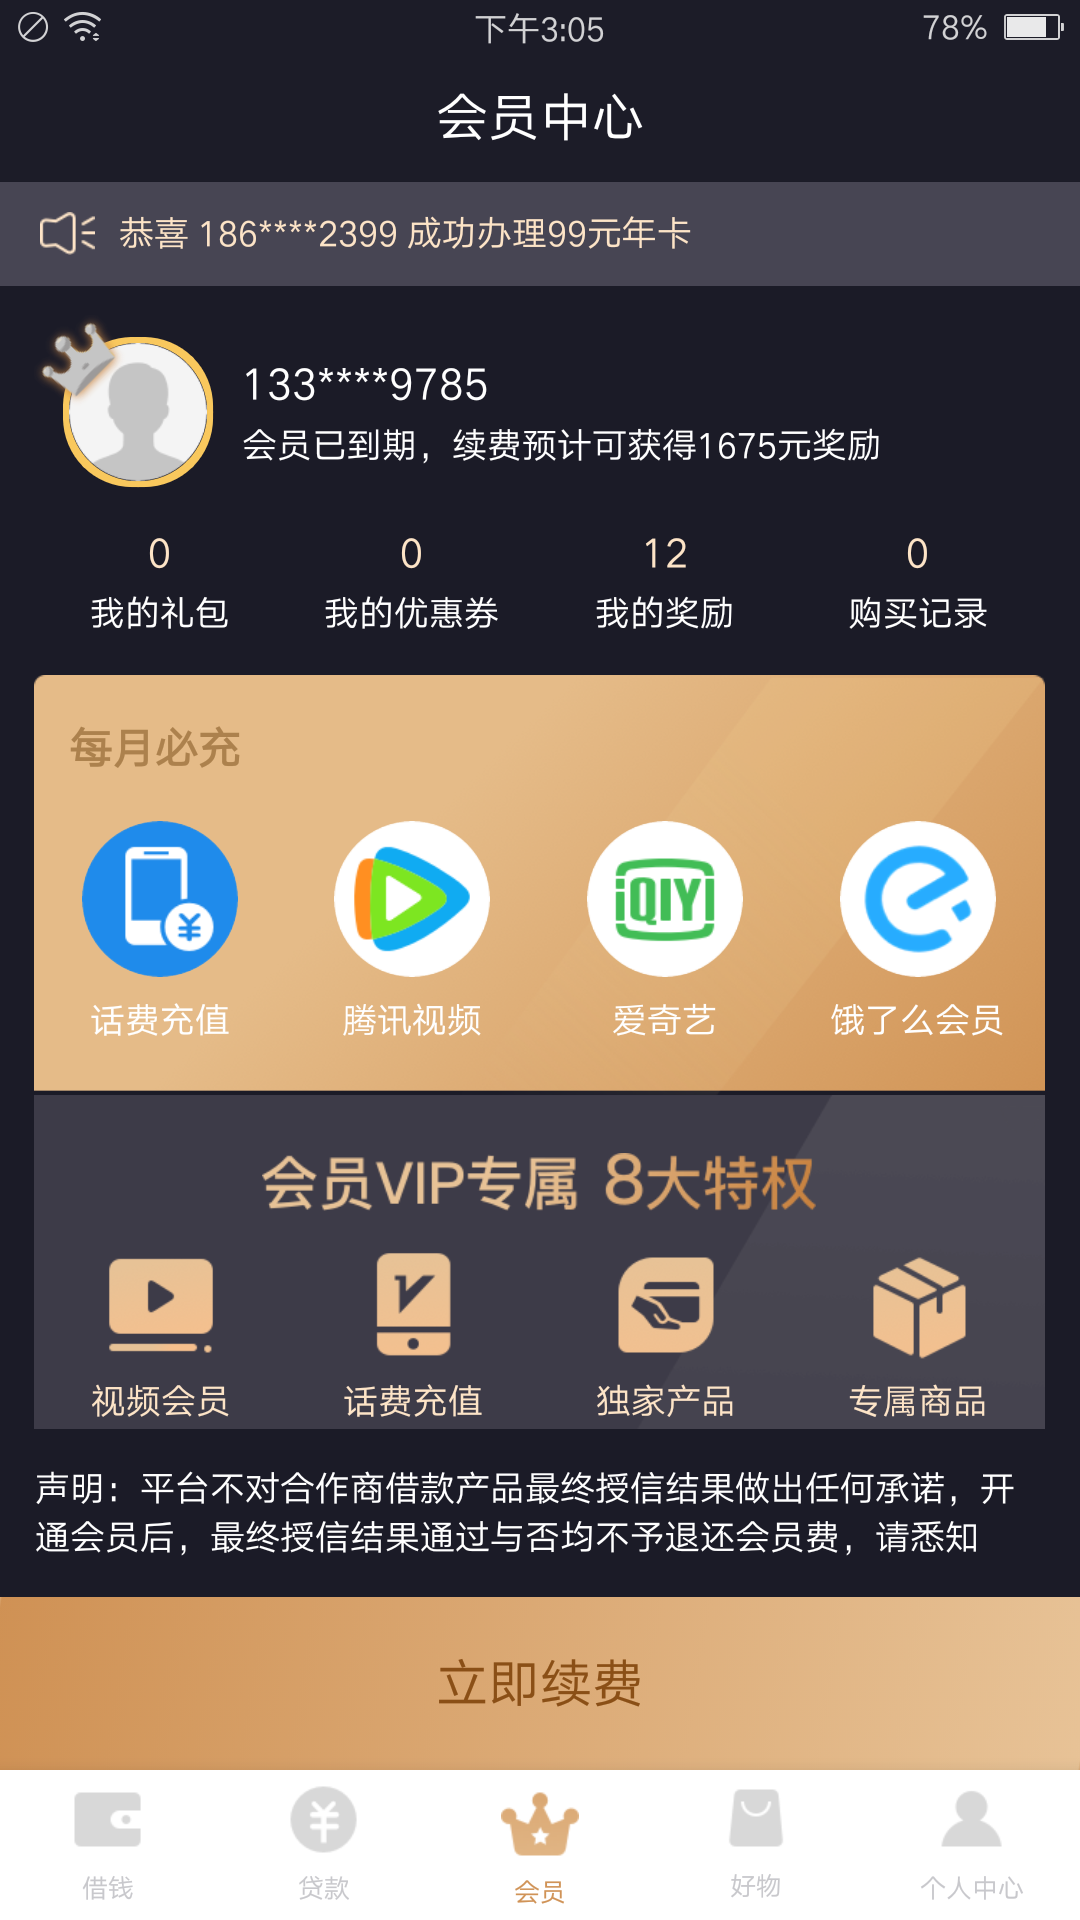 下午3:05
78%
会员中心
恭喜 186****2399 成功办理99元年卡
133****9785
会员已到期，续费预计可获得1675元奖励
0 0 12 0
我的礼包 我的优惠券 我的奖励 购买记录
每月必充
iQIYI
话费充值 腾讯视频 爱奇艺 饿了么会员
会员VIP专属 8大特权
视频会员 话费充值 独家产品 专属商品
声明：平台不对合作商借款产品最终授信结果做出任何承诺，开
通会员后，最终授信结果通过与否均不予退还会员费，请悉知
立即续费
借钱 贷款 会员 好物 个人中心